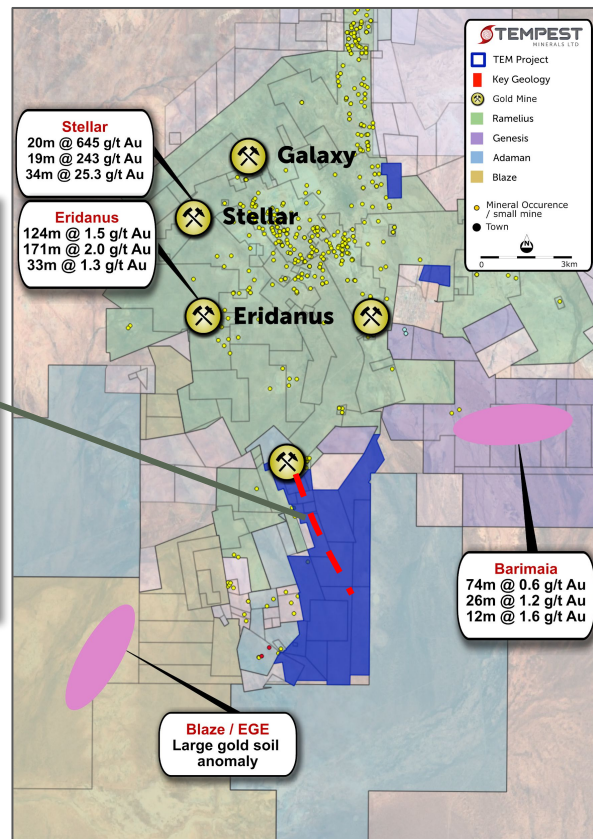 TEMPEST
MINERALS LTD
TEM Project
Key Geology
Gold Mine
Ramelius
Genesis
Adaman
Blaze
Mineral Occurence
/ small mine
Town
N
0 3km
Stellar
20m @ 645 g/t Au
19m @ 243 g/t Au
34m @ 25.3 g/t Au
Galaxy
Stellar
Eridanus
124m @ 1.5 g/t Au
171m @ 2.0 g/t Au
33m @ 1.3 g/t Au
Eridanus
Barimaia
74m @ 0.6 g/t Au
26m @ 1.2 g/t Au
12m @ 1.6 g/t Au
Blaze / EGE
Large gold soil
anomaly